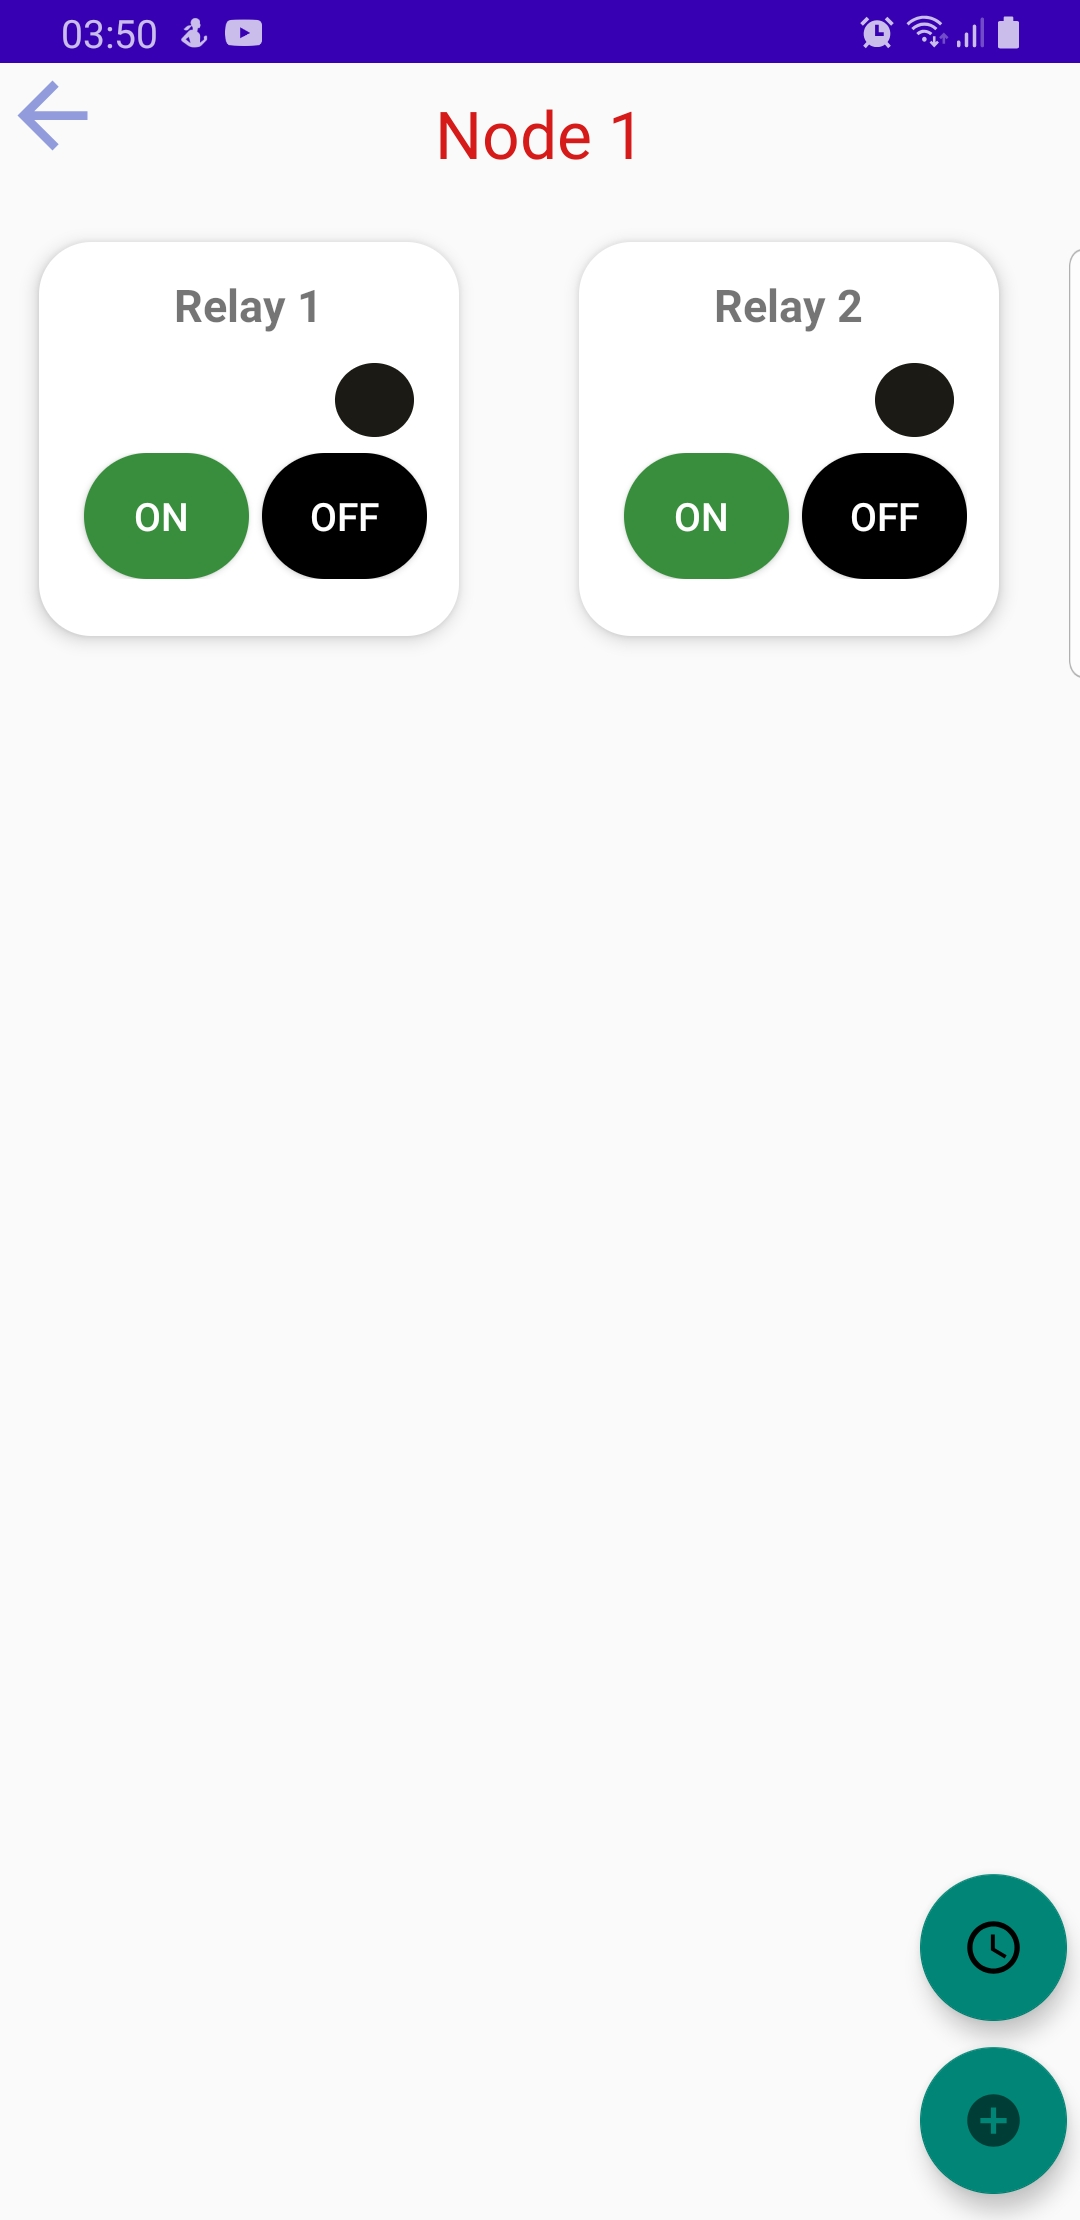 03:50
Node 1
Relay 1
Relay 2
ON OFF
ON OFF